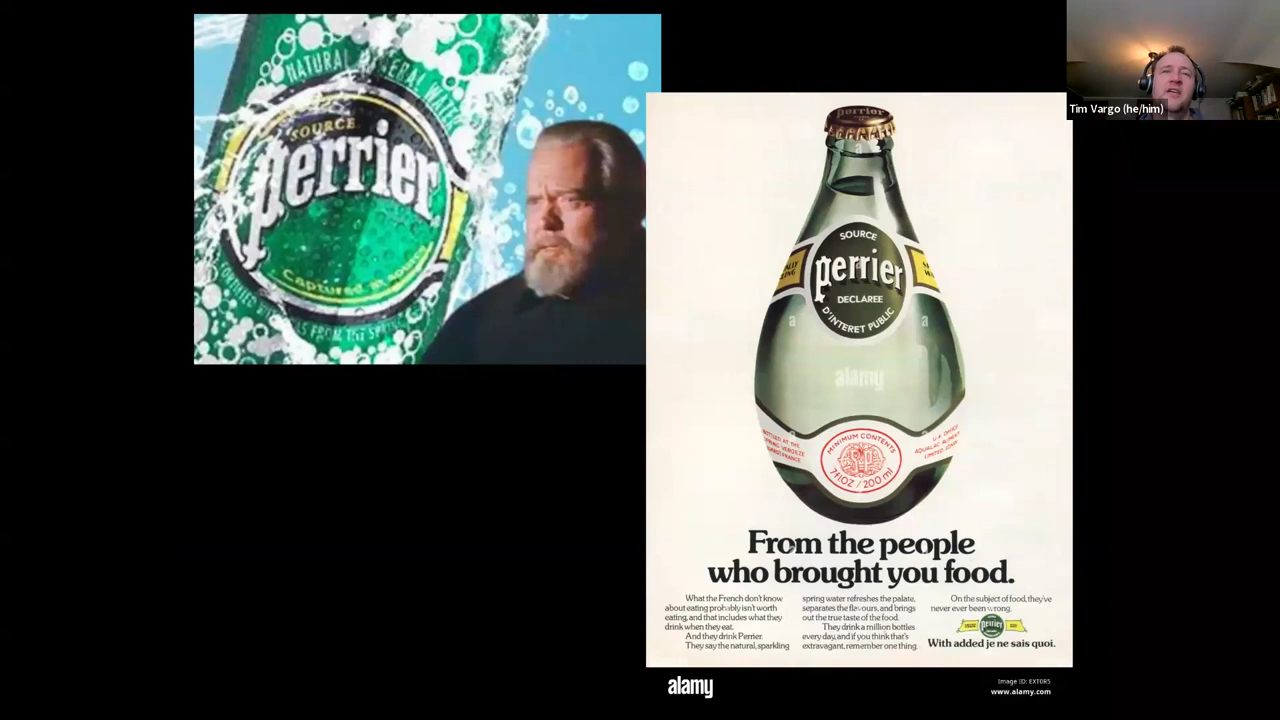 NATURAL MINERAL WATER
SOURCE
perrier
Captured at source
Tim Vargo (he/him)
perrier
SOURCE
perrier
DECLAREE
D'INTERET PUBLIC
MINIMUM CONTENTS
7fl OZ / 200 ml
alamy
From the people
who brought you food.
What the French don't know
about eating probably isn't worth
eating, and that includes what they
drink when they eat.
And they drink Perrier.
They say the natural, sparkling
spring water refreshes the palate,
separates the flavours, and brings
out the true taste of the food.
They drink a million bottles
every day, and if you think that's
extravagant, remember one thing.
On the subject of food, they've
never ever been wrong.
perrier
With added je ne sais quoi.
alamy
Image ID: EXT0R5
www.alamy.com